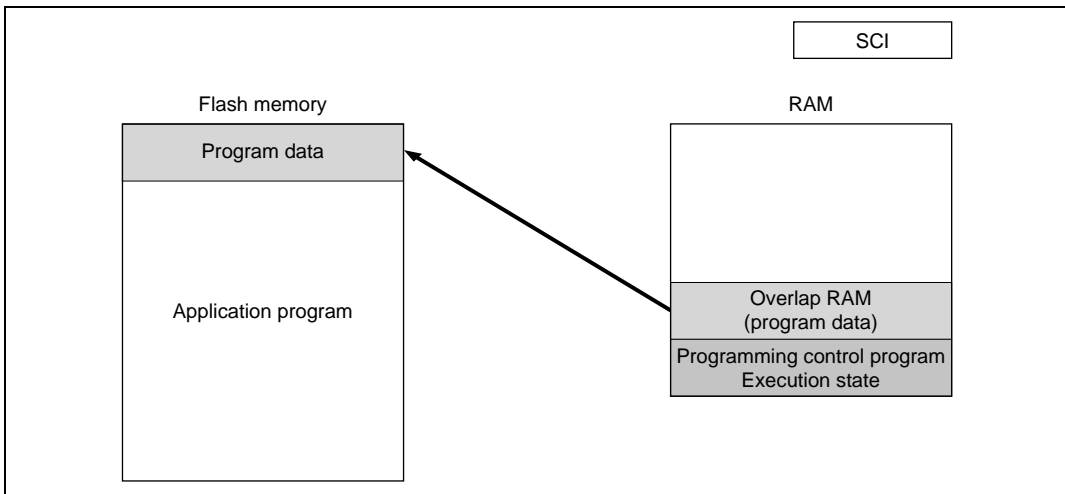 SCI
Flash memory
RAM
Program data
Application program
Overlap RAM
(program data)
Programming control program
Execution state